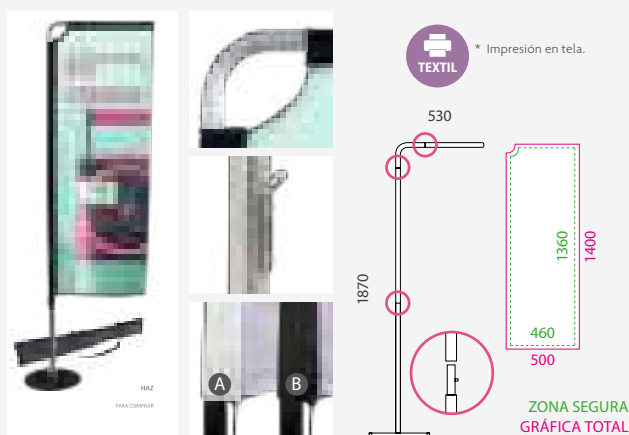 HAZ
PARA COMPRAR
A
B
TEXTIL
* Impresión en tela.
530
1870
1360
1400
460
500
ZONA SEGURA
GRÁFICA TOTAL